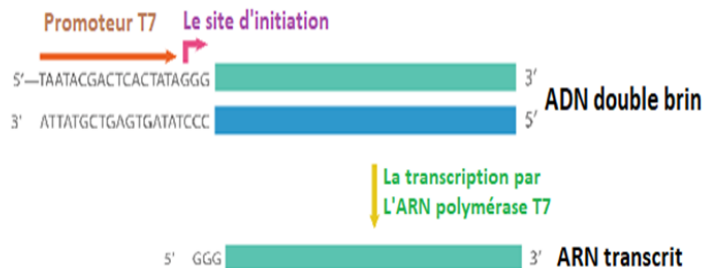 Promoteur T7 Le site d'initiation
5'—TAATACGACTCACTATAGGG 3'
ADN double brin
3' ATTATGCTGAGTGATATCCC 5'
La transcription par
L'ARN polymérase T7
5' GGG 3' ARN transcrit